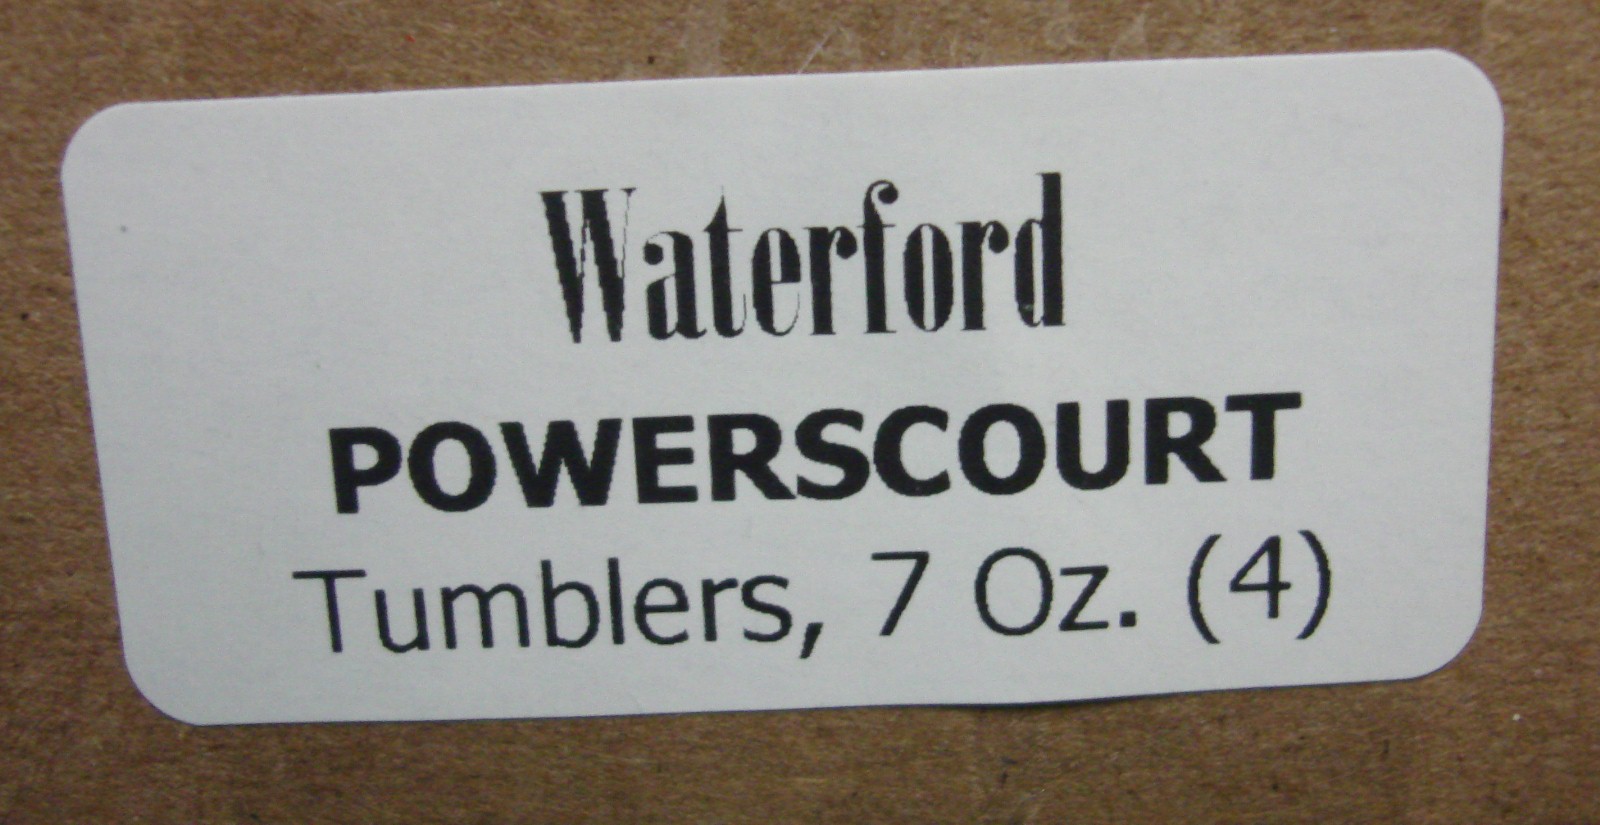 Waterford
POWERSCOURT
Tumblers, 7 Oz. (4)